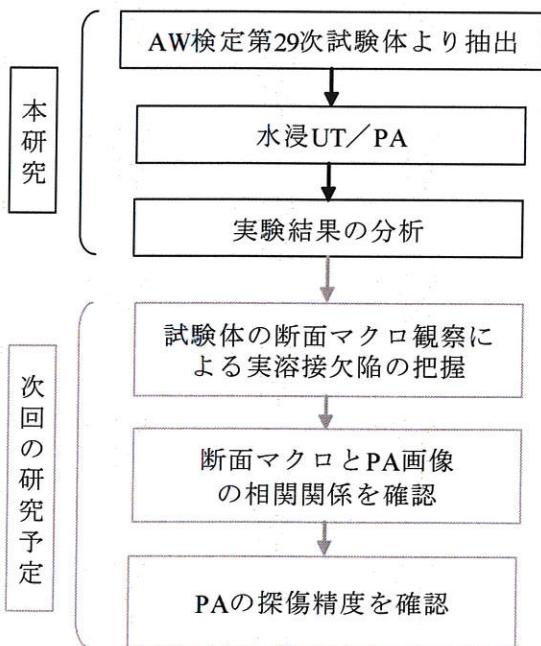 本研究
AW検定第29次試験体より抽出
水浸UT／PA
実験結果の分析
次回の研究予定
試験体の断面マクロ観察に
よる実溶接欠陥の把握
断面マクロとPA画像
の相関関係を確認
PAの探傷精度を確認